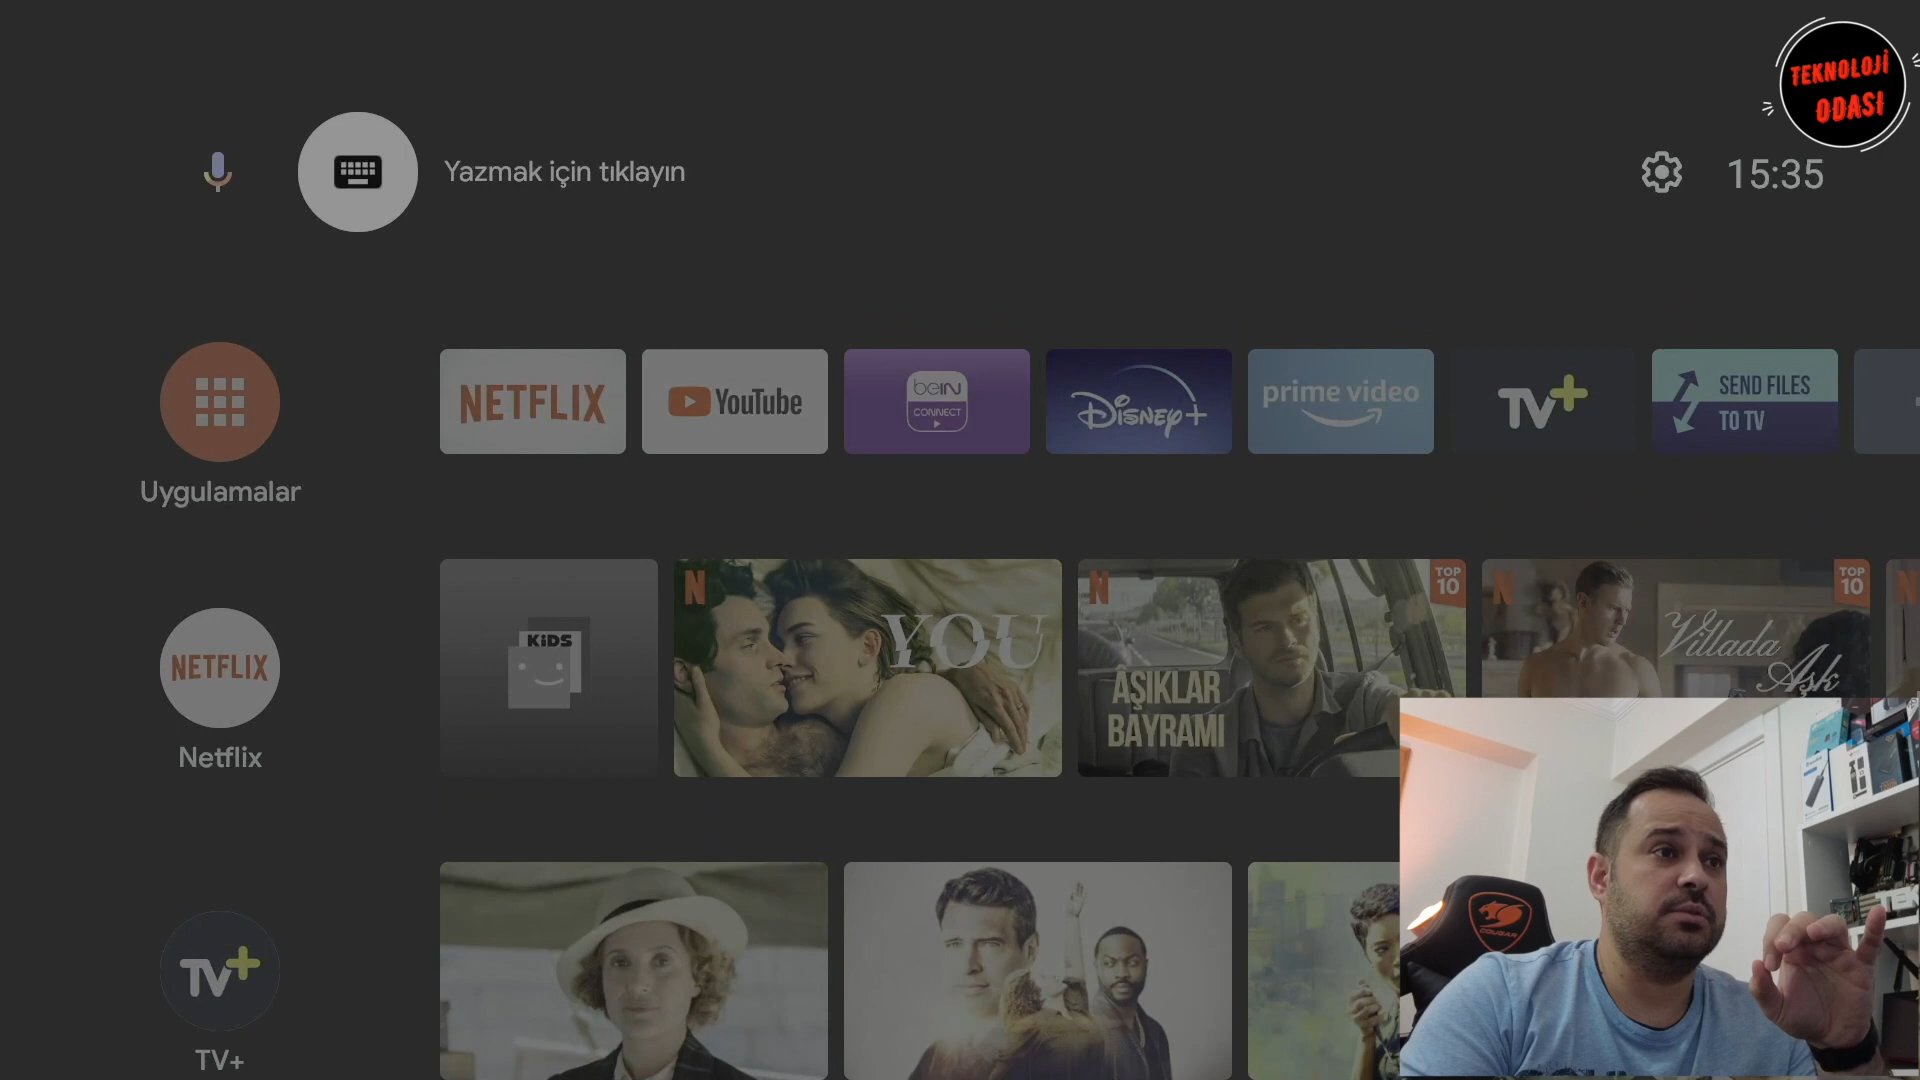 TEKNOLOJİ
ODASI
Yazmak için tıklayın
15:35
NETFLIX
YouTube
beIN
CONNECT
Disney+
prime video
TV+
SEND FILES
TO TV
Uygulamalar
KiDS
N
YOU
N
TOP
10
AŞIKLAR
BAYRAMI
N
TOP
10
Villada
Aşk
N
NETFLIX
Netflix
COUGAR
TV+
TV+